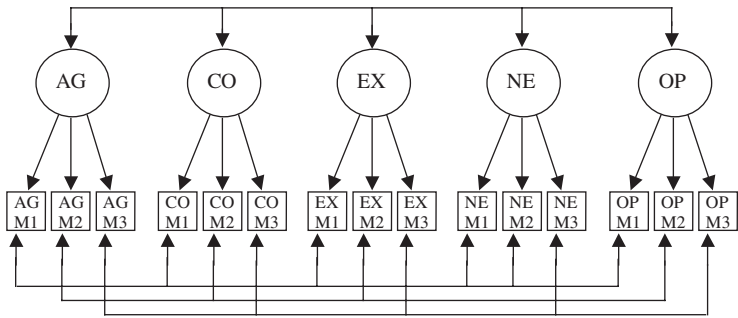 AG CO EX NE OP
AG AG AG CO CO CO EX EX EX NE NE NE OP OP OP
M1 M2 M3 M1 M2 M3 M1 M2 M3 M1 M2 M3 M1 M2 M3